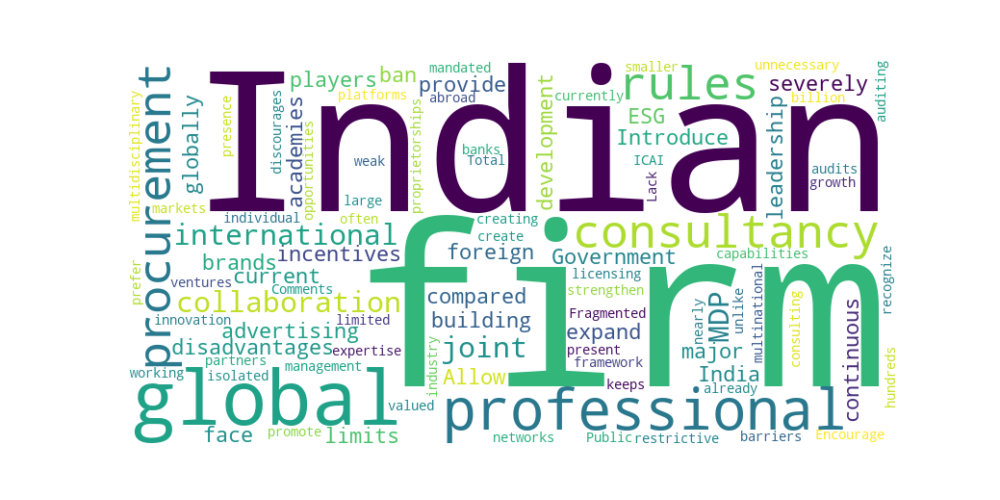 Indian
firm
global
professional
procurement
consultancy
rules
joint
international
collaboration
MDP
expand
building
compared
foreign
Government
Introduce
ESG
development
provide
players
ban
severely
leadership
continuous
India
major
Allow
limits
face
disadvantages
advertising
current
brands
incentives
academies
globally
multidisciplinary
presence
discourages
opportunities
platforms
mandated
abroad
proprietorships
weak
large
banks
Total
currently
smaller
unnecessary
billion
auditing
ICAI
Lack
audits
growth
markets
individual
often
creating
create
licensing
strengthen
capabilities
recognize
prefer
ventures
Comments
innovation
limited
expertise
partners
management
working
isolated
industry
Fragmented
present
framework
keeps
nearly
unlike
already
multinational
consulting
hundreds
valued
promote
networks
Public
restrictive
barriers
Encourage